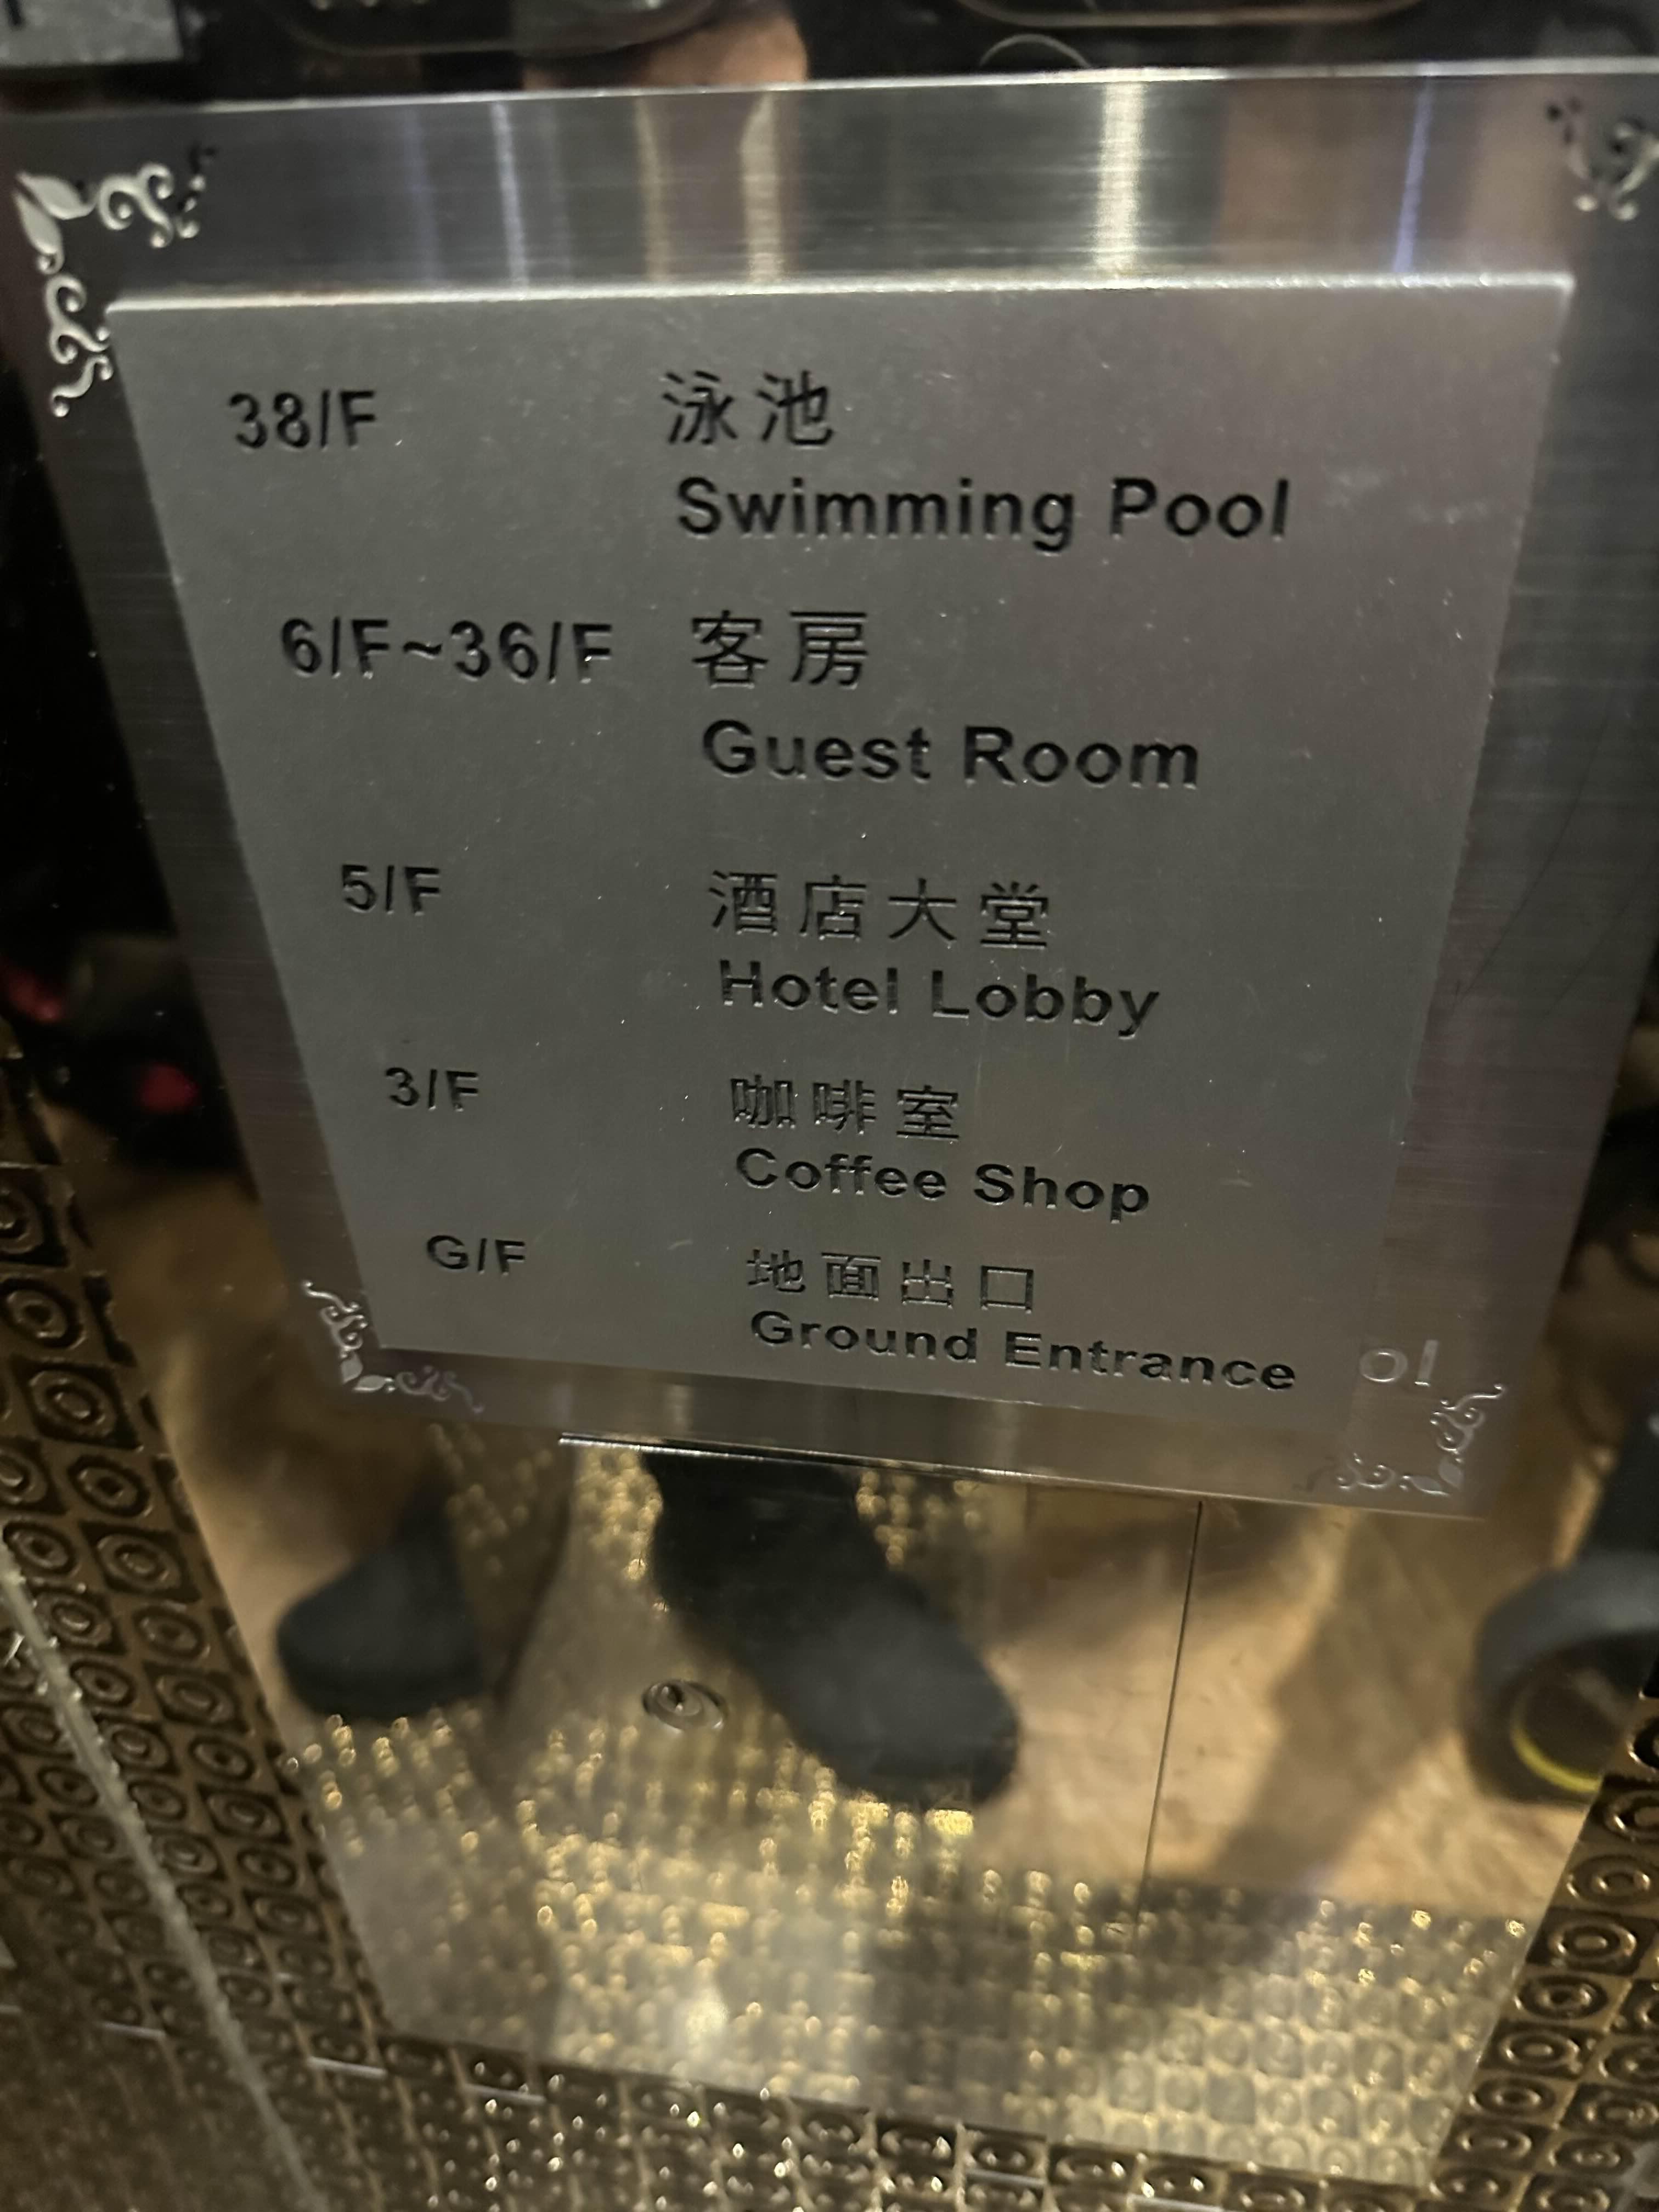 38/F 泳池
Swimming Pool
6/F~36/F 客房
Guest Room
5/F 酒店大堂
Hotel Lobby
3/F 咖啡室
Coffee Shop
G/F 地面出口
Ground Entrance